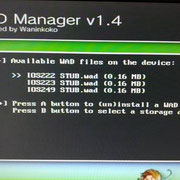 D Manager v1.4
ed by Waninkoko
] Available WAD files on the device:
>> IOS222 STUB.wad (0.16 MB)
IOS223 STUB.wad (0.16 MB)
IOS249 STUB.wad (0.16 MB)
] Press A button to (un)install a WAD
Press B button to select a storage